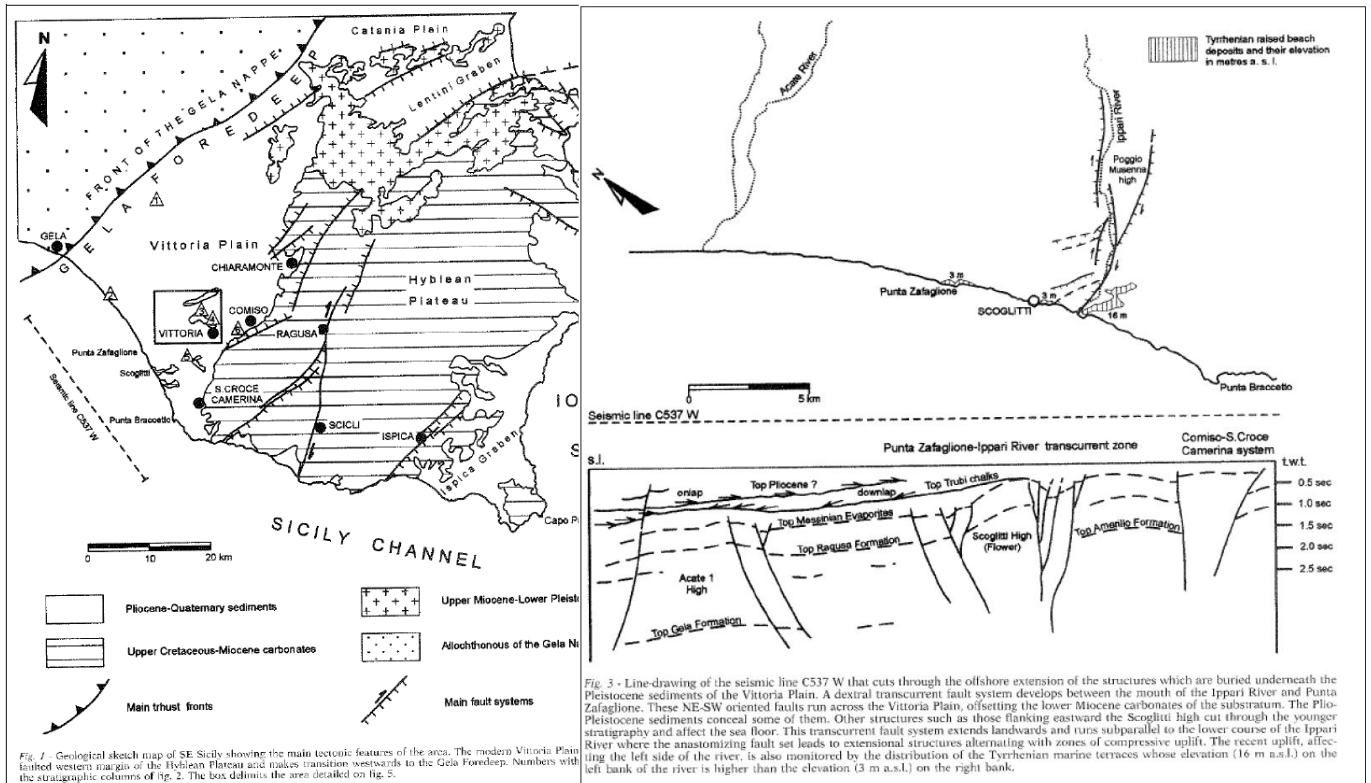 N
Catania Plain
Lentini Graben
FRONT OF THE GELA NAPPE
GELA FOREDEEP
1
GELA
Vittoria Plain
CHIARAMONTE
Hyblean
Plateau
2
3
4
COMISO
VITTORIA
RAGUSA
Punta Zafaglione
5
Scoglitti
S.CROCE
CAMERINA
Punta Braccetto
Seismic line C537 W
SCICLI
ISPICA
Ispica Graben
IO
S
Capo P
SICILY CHANNEL
0 10 20 km
Pliocene-Quaternary sediments
Upper Miocene-Lower Pleisto
Upper Cretaceous-Miocene carbonates
Allochthonous of the Gela N
Main trhust fronts
Main fault systems
Fig. 1 - Geological sketch map of SE Sicily showing the main tectonic features of the area. The modern Vittoria Plain
faulted western margin of the Hyblean Plateau and makes transition westwards to the Gela Foredeep. Numbers with
the stratigraphic columns of fig. 2. The box delimits the area detailed on fig. 5.
Tyrrhenian raised beach
deposits and their elevation
in metres a. s. l.
Acate River
Ippari River
Poggio
Musenna
high
N
3 m
Punta Zafaglione
3 m
SCOGLITTI
16 m
Punta Braccetto
0 5 km
Seismic line C537 W
Punta Zafaglione-Ippari River transcurrent zone
Comiso-S.Croce
Camerina system
s.l.
t.w.t.
onlap
Top Pliocene ?
downlap
Top Trubi chalks
0.5 sec
1.0 sec
Top Messinian Evaporites
1.5 sec
Top Ragusa Formation
Scoglitti High
(Flower)
Top Amerillo Formation
2.0 sec
2.5 sec
Acate 1
High
Top Gela Formation
Fig. 3 - Line-drawing of the seismic line C537 W that cuts through the offshore extension of the structures which are buried underneath the
Pleistocene sediments of the Vittoria Plain. A dextral transcurrent fault system develops between the mouth of the Ippari River and Punta
Zafaglione. These NE-SW oriented faults run across the Vittoria Plain, offsetting the lower Miocene carbonates of the substratum. The Plio-
Pleistocene sediments conceal some of them. Other structures such as those flanking eastward the Scoglitti high cut through the younger
stratigraphy and affect the sea floor. This transcurrent fault system extends landwards and runs subparallel to the lower course of the Ippari
River where the anastomizing fault set leads to extensional structures alternating with zones of compressive uplift. The recent uplift, affec-
ting the left side of the river, is also monitored by the distribution of the Tyrrhenian marine terraces whose elevation (16 m a.s.l.) on the
left bank of the river is higher than the elevation (3 m a.s.l.) on the right bank.